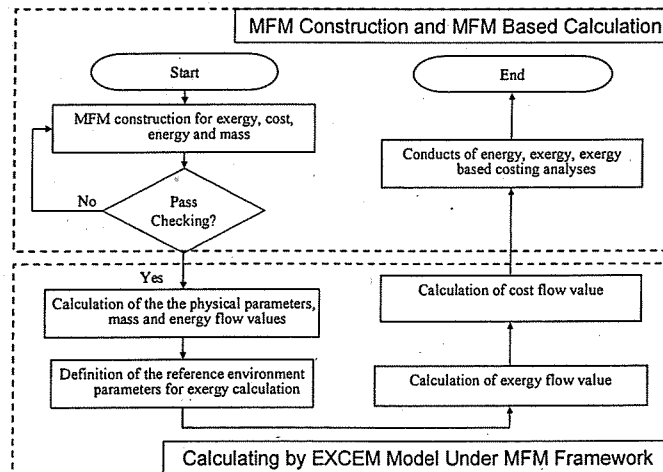 MFM Construction and MFM Based Calculation
Start
MFM construction for exergy, cost,
energy and mass
No
Pass
Checking?
Yes
Calculation of the the physical parameters,
mass and energy flow values
Definition of the reference environment
parameters for exergy calculation
Calculation of exergy flow value
Calculation of cost flow value
Conducts of energy, exergy, exergy
based costing analyses
End
Calculating by EXCEM Model Under MFM Framework